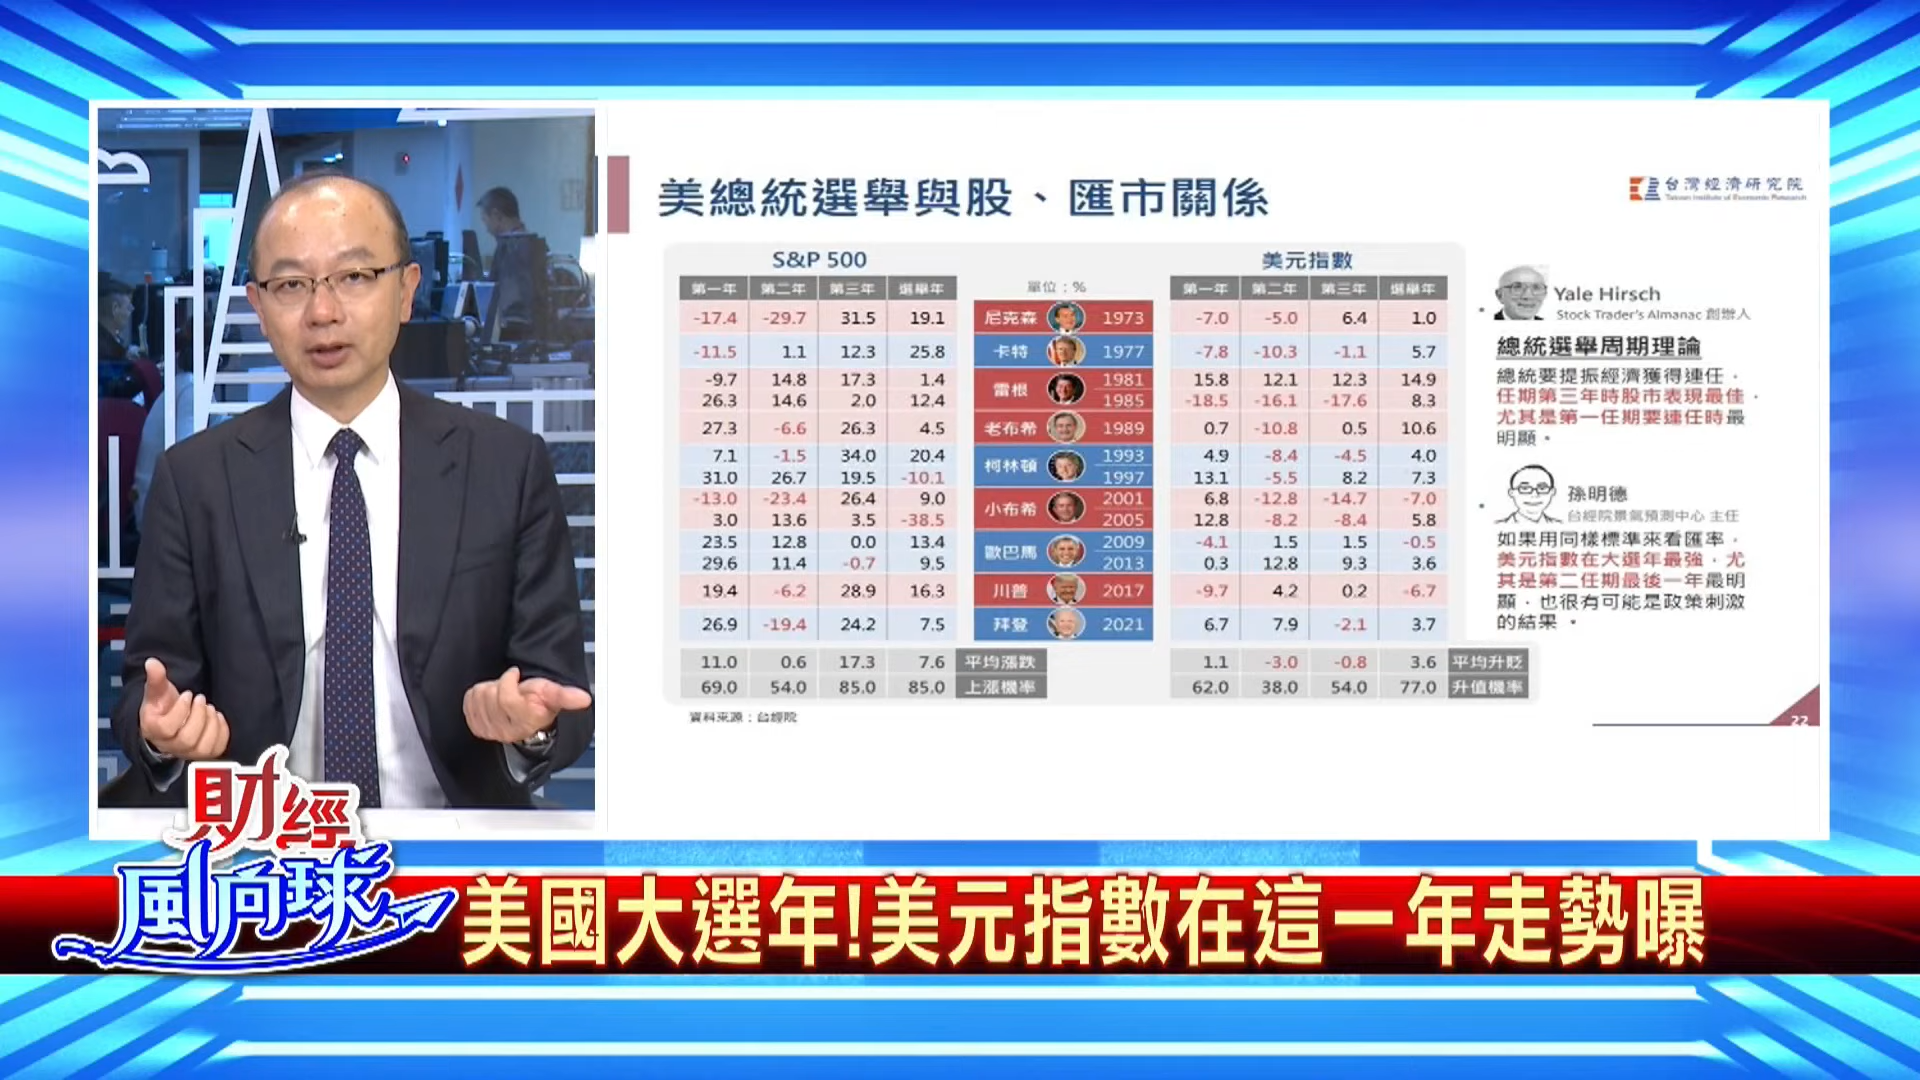 美總統選舉與股、匯市關係
台灣經濟研究院
Taiwan Institute of Economic Research
S&P 500
美元指數
單位：%
第一年 第二年 第三年 選舉年
第一年 第二年 第三年 選舉年
-17.4 -29.7 31.5 19.1 尼克森 1973 -7.0 -5.0 6.4 1.0
-11.5 1.1 12.3 25.8 卡特 1977 -7.8 -10.3 -1.1 5.7
-9.7 14.8 17.3 1.4 雷根 1981 15.8 12.1 12.3 14.9
26.3 14.6 2.0 12.4 1985 -18.5 -16.1 -17.6 8.3
27.3 -6.6 26.3 4.5 老布希 1989 0.7 -10.8 0.5 10.6
7.1 -1.5 34.0 20.4 柯林頓 1993 4.9 -8.4 -4.5 4.0
31.0 26.7 19.5 -10.1 1997 13.1 -5.5 8.2 7.3
-13.0 -23.4 26.4 9.0 小布希 2001 6.8 -12.8 -14.7 -7.0
3.0 13.6 3.5 -38.5 2005 12.8 -8.2 -8.4 5.8
23.5 12.8 0.0 13.4 歐巴馬 2009 -4.1 1.5 1.5 -0.5
29.6 11.4 -0.7 9.5 2013 0.3 12.8 9.3 3.6
19.4 -6.2 28.9 16.3 川普 2017 -9.7 4.2 0.2 -6.7
26.9 -19.4 24.2 7.5 拜登 2021 6.7 7.9 -2.1 3.7
11.0 0.6 17.3 7.6 平均漲跌 1.1 -3.0 -0.8 3.6 平均升貶
69.0 54.0 85.0 85.0 上漲機率 62.0 38.0 54.0 77.0 升值機率
資料來源：台經院
• Yale Hirsch
Stock Trader's Almanac 創辦人
總統選舉周期理論
總統要提振經濟獲得連任，
任期第三年時股市表現最佳，
尤其是第一任期要連任時最
明顯。
• 孫明德
台經院景氣預測中心 主任
如果用同樣標準來看匯率，
美元指數在大選年最強，尤
其是第二任期最後一年最明
顯，也很有可能是政策刺激
的結果。
22
財經
風向球
美國大選年!美元指數在這一年走勢曝